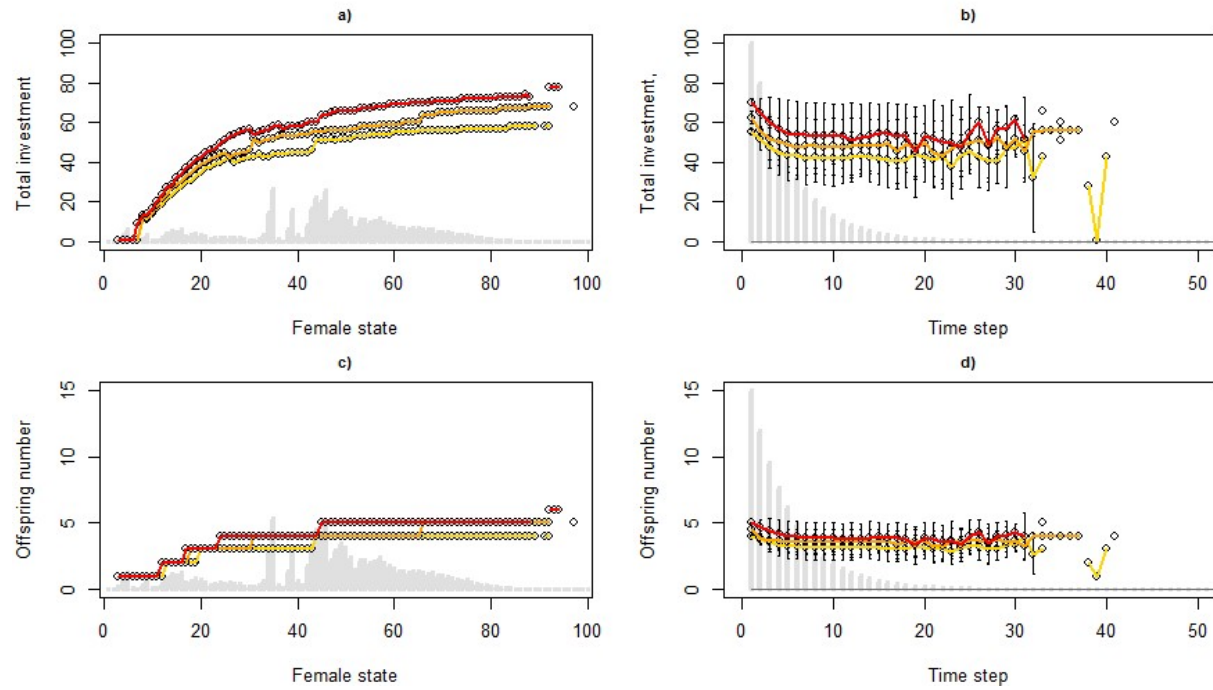 a)
Total investment
100
80
60
40
20
0
0 20 40 60 80 100
Female state
b)
Total investment,
100
80
60
40
20
0
0 10 20 30 40 50
Time step
c)
Offspring number
15
10
5
0
0 20 40 60 80 100
Female state
d)
Offspring number
15
10
5
0
0 10 20 30 40 50
Time step